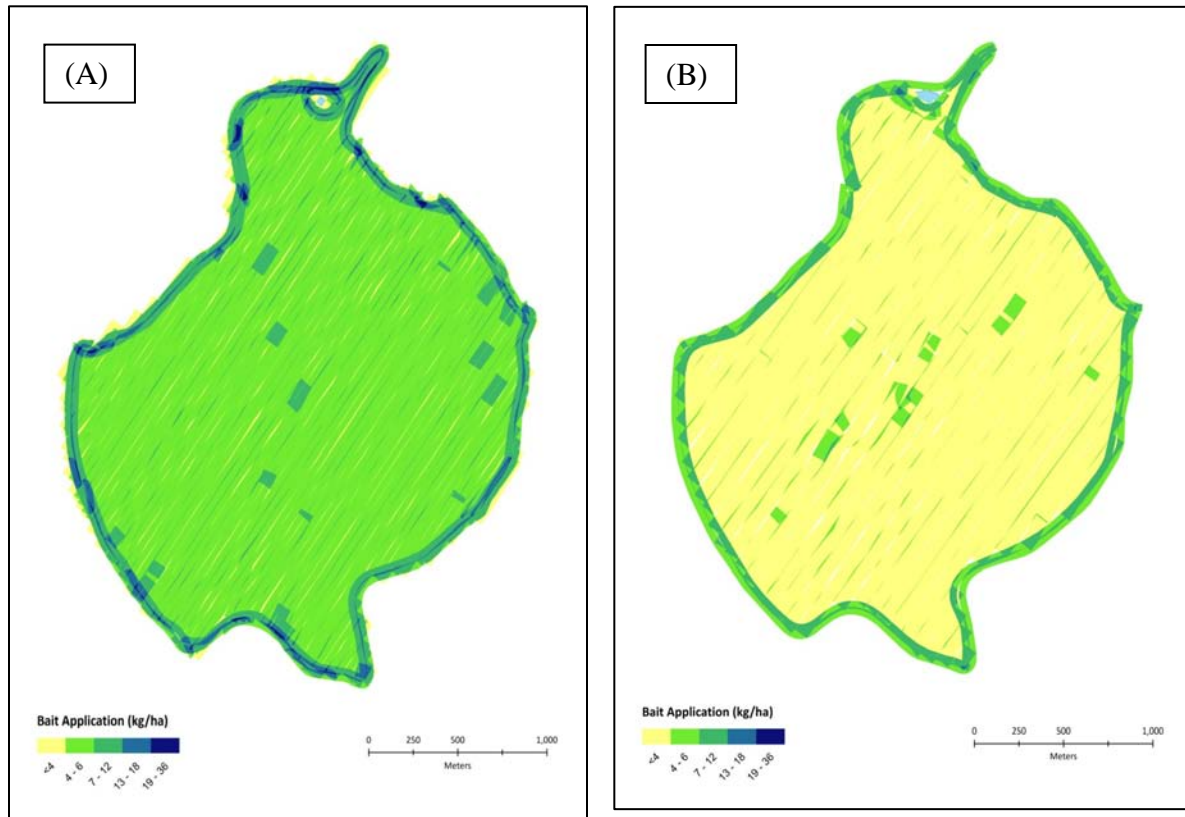 (A)
Bait Application (kg/ha)
<4 4 - 6 7 - 12 13 - 18 19 - 36
0 250 500 1,000
Meters
(B)
Bait Application (kg/ha)
<4 4 - 6 7 - 12 13 - 18 19 - 36
0 250 500 1,000
Meters